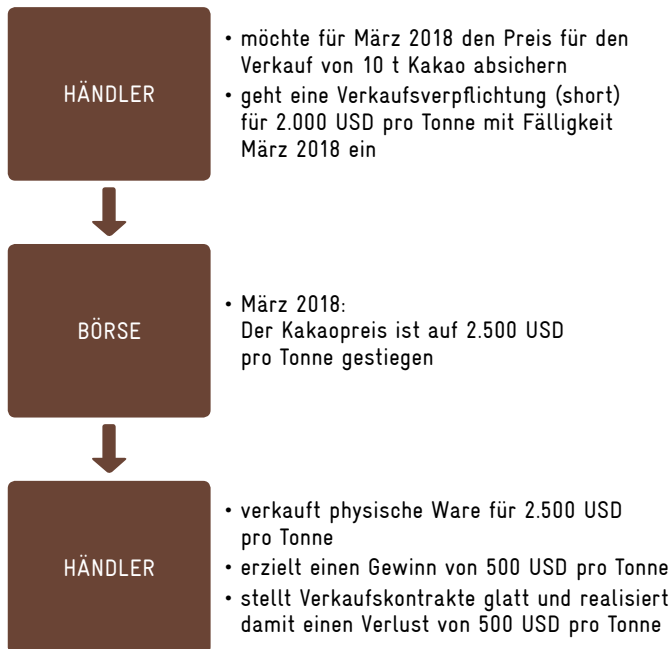 HÄNDLER
• möchte für März 2018 den Preis für den
Verkauf von 10 t Kakao absichern
• geht eine Verkaufsverpflichtung (short)
für 2.000 USD pro Tonne mit Fälligkeit
März 2018 ein
BÖRSE
• März 2018:
Der Kakaopreis ist auf 2.500 USD
pro Tonne gestiegen
HÄNDLER
• verkauft physische Ware für 2.500 USD
pro Tonne
• erzielt einen Gewinn von 500 USD pro Tonne
• stellt Verkaufskontrakte glatt und realisiert
damit einen Verlust von 500 USD pro Tonne